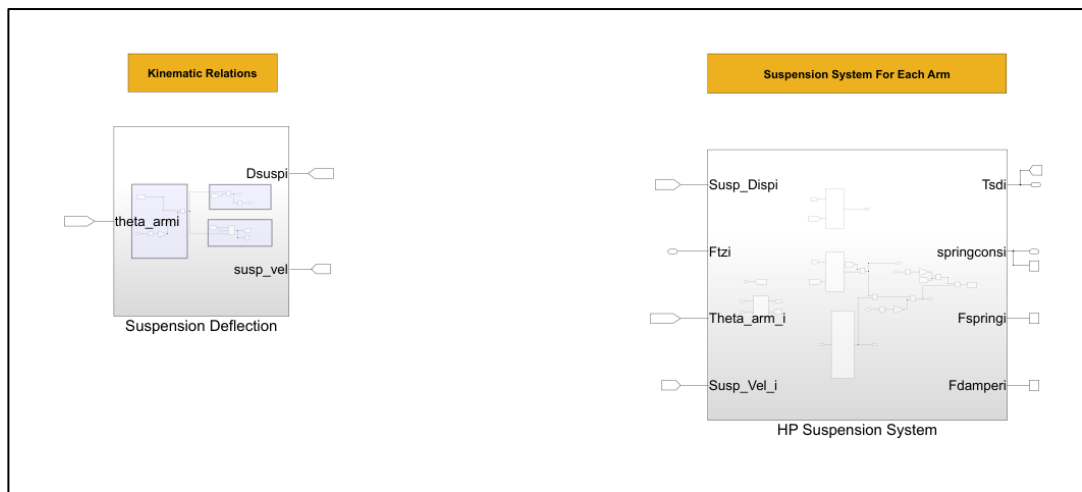 Kinematic Relations
Suspension System For Each Arm
Dsuspi
theta_armi
susp_vel
Suspension Deflection
Susp_Dispi
Tsdi
Ftzi
springconsi
Theta_arm_i
Fspringi
Susp_Vel_i
Fdamperi
HP Suspension System